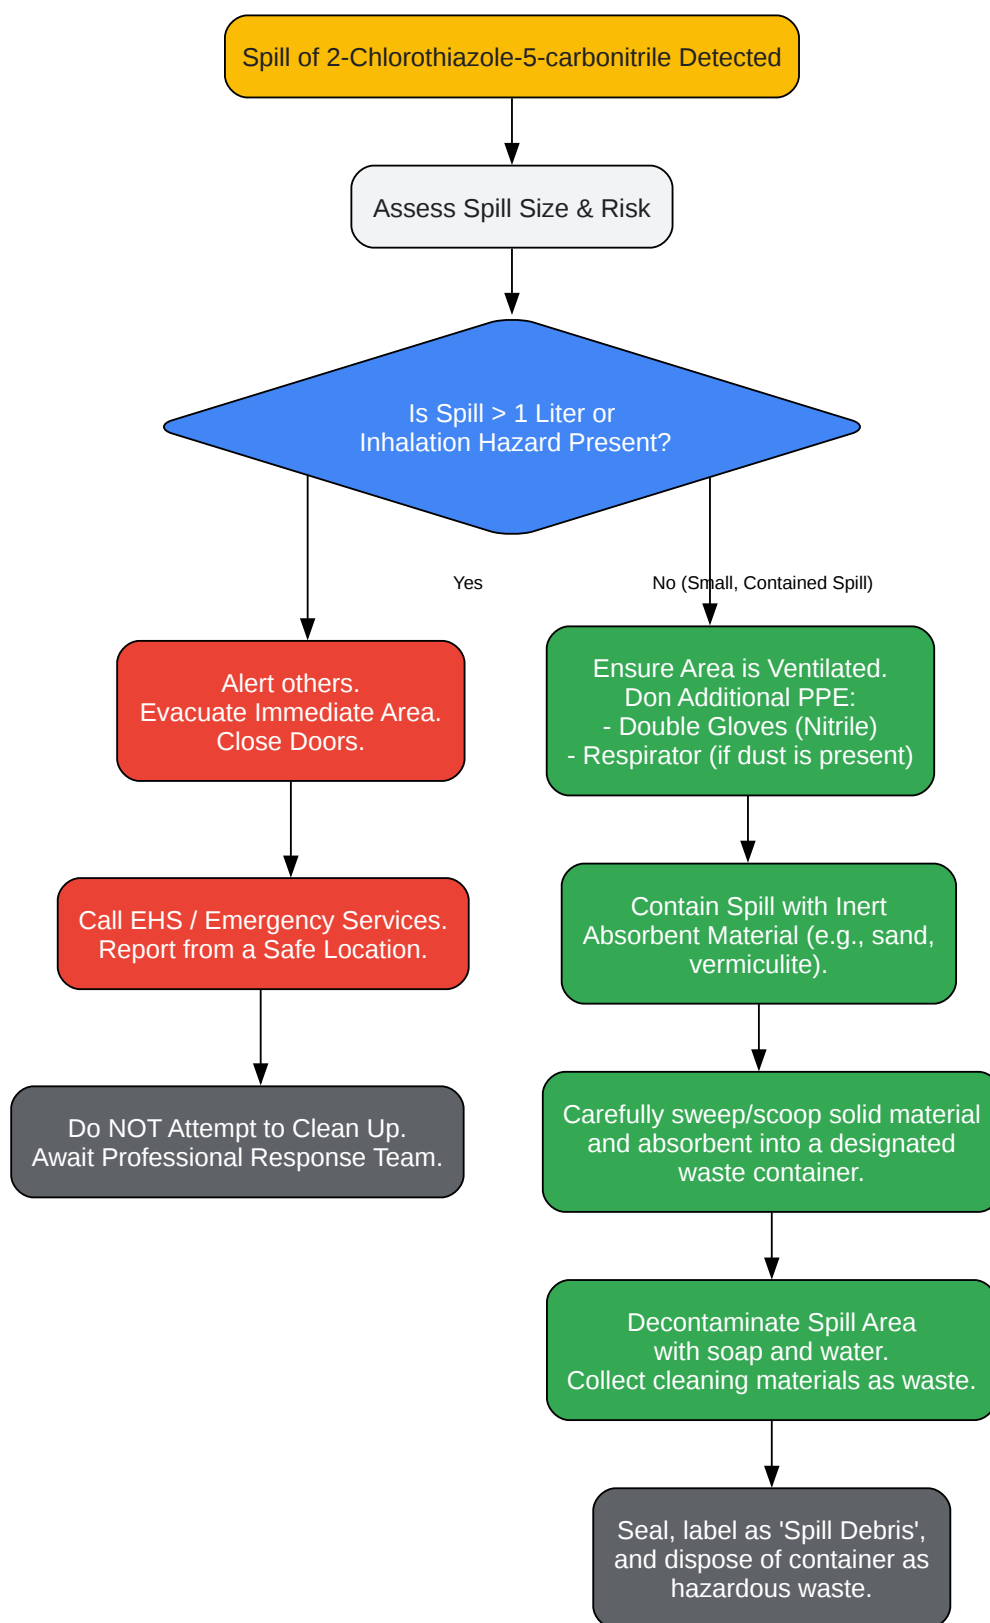 Spill of 2-Chlorothiazole-5-carbonitrile Detected
Assess Spill Size & Risk
Is Spill > 1 Liter or
Inhalation Hazard Present?
Yes
No (Small, Contained Spill)
Alert others.
Evacuate Immediate Area.
Close Doors.
Ensure Area is Ventilated.
Don Additional PPE:
- Double Gloves (Nitrile)
- Respirator (if dust is present)
Call EHS / Emergency Services.
Report from a Safe Location.
Contain Spill with Inert
Absorbent Material (e.g., sand,
vermiculite).
Do NOT Attempt to Clean Up.
Await Professional Response Team.
Carefully sweep/scoop solid material
and absorbent into a designated
waste container.
Decontaminate Spill Area
with soap and water.
Collect cleaning materials as waste.
Seal, label as 'Spill Debris',
and dispose of container as
hazardous waste.